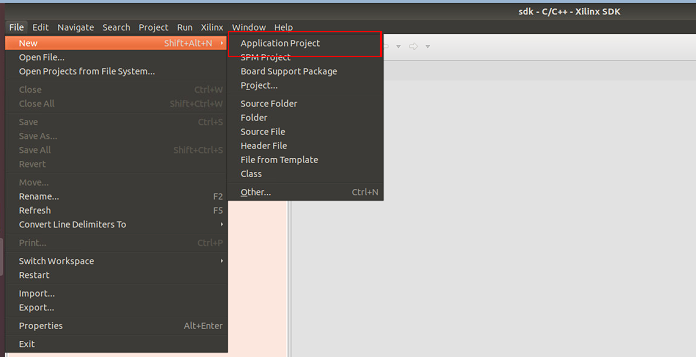 sdk - C/C++ - Xilinx SDK
File Edit Navigate Search Project Run Xilinx Window Help
New Shift+Alt+N
Open File...
Open Projects from File System...
Close Ctrl+W
Close All Shift+Ctrl+W
Save Ctrl+S
Save As...
Save All Shift+Ctrl+S
Revert
Move...
Rename... F2
Refresh F5
Convert Line Delimiters To
Print... Ctrl+P
Switch Workspace
Restart
Import...
Export...
Properties Alt+Enter
Exit
Application Project
SPM Project
Board Support Package
Project...
Source Folder
Folder
Source File
Header File
File from Template
Class
Other... Ctrl+N